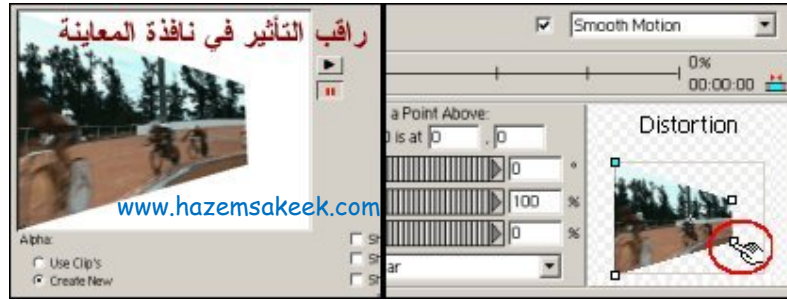 راقب التأثير في نافذة المعاينة
www.hazemsakeek.com
Alpha:
Use Clip's
Create New
Smooth Motion
0%
00:00:00
a Point Above:
is at 0 , 0
0 °
100 %
0 %
Distortion